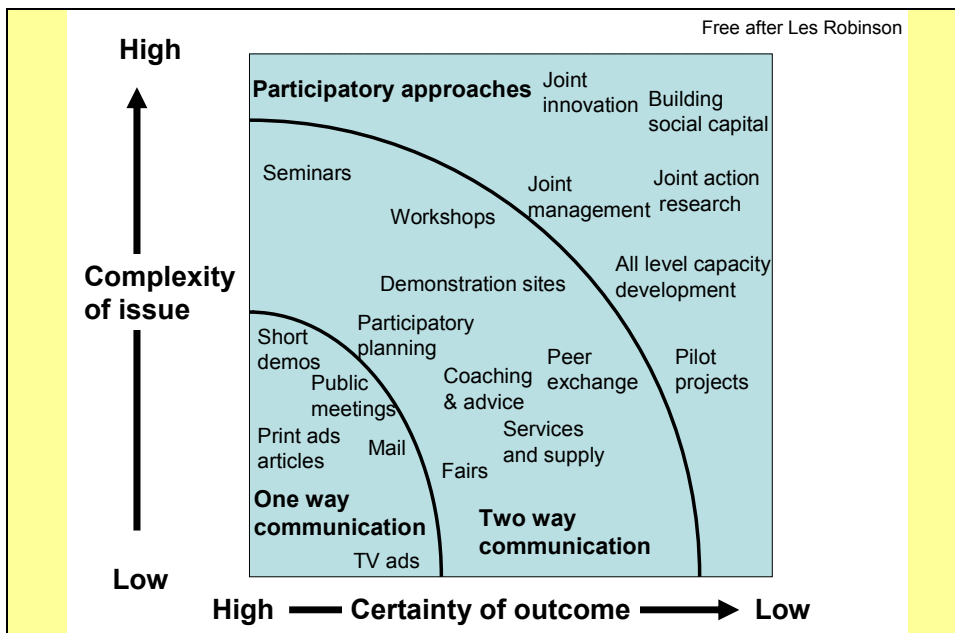 Free after Les Robinson
High
Complexity
of issue
Low
Participatory approaches
Joint
innovation
Building
social capital
Seminars
Workshops
Joint
management
Joint action
research
Demonstration sites
All level capacity
development
Short
demos
Participatory
planning
Public
meetings
Coaching
& advice
Peer
exchange
Pilot
projects
Print ads
articles
Mail
Services
and supply
Fairs
One way
communication
Two way
communication
TV ads
High
Certainty of outcome
Low